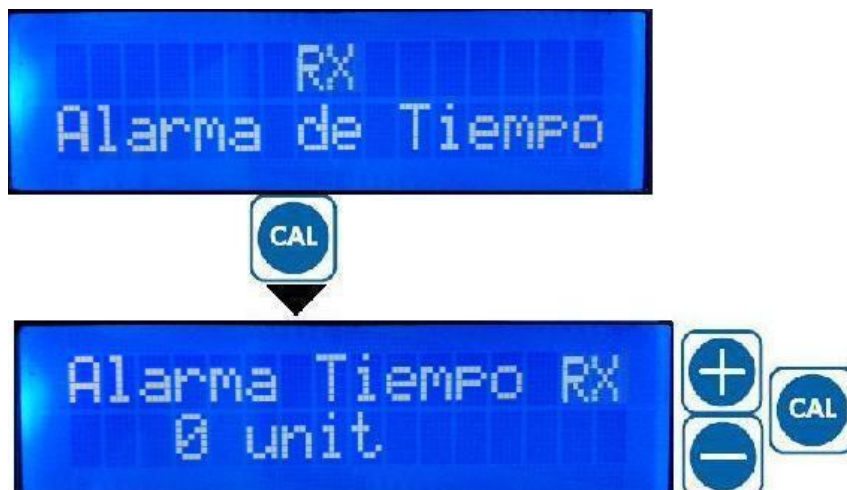 RX
Alarma de Tiempo
CAL
Alarma Tiempo RX
0 unit
CAL